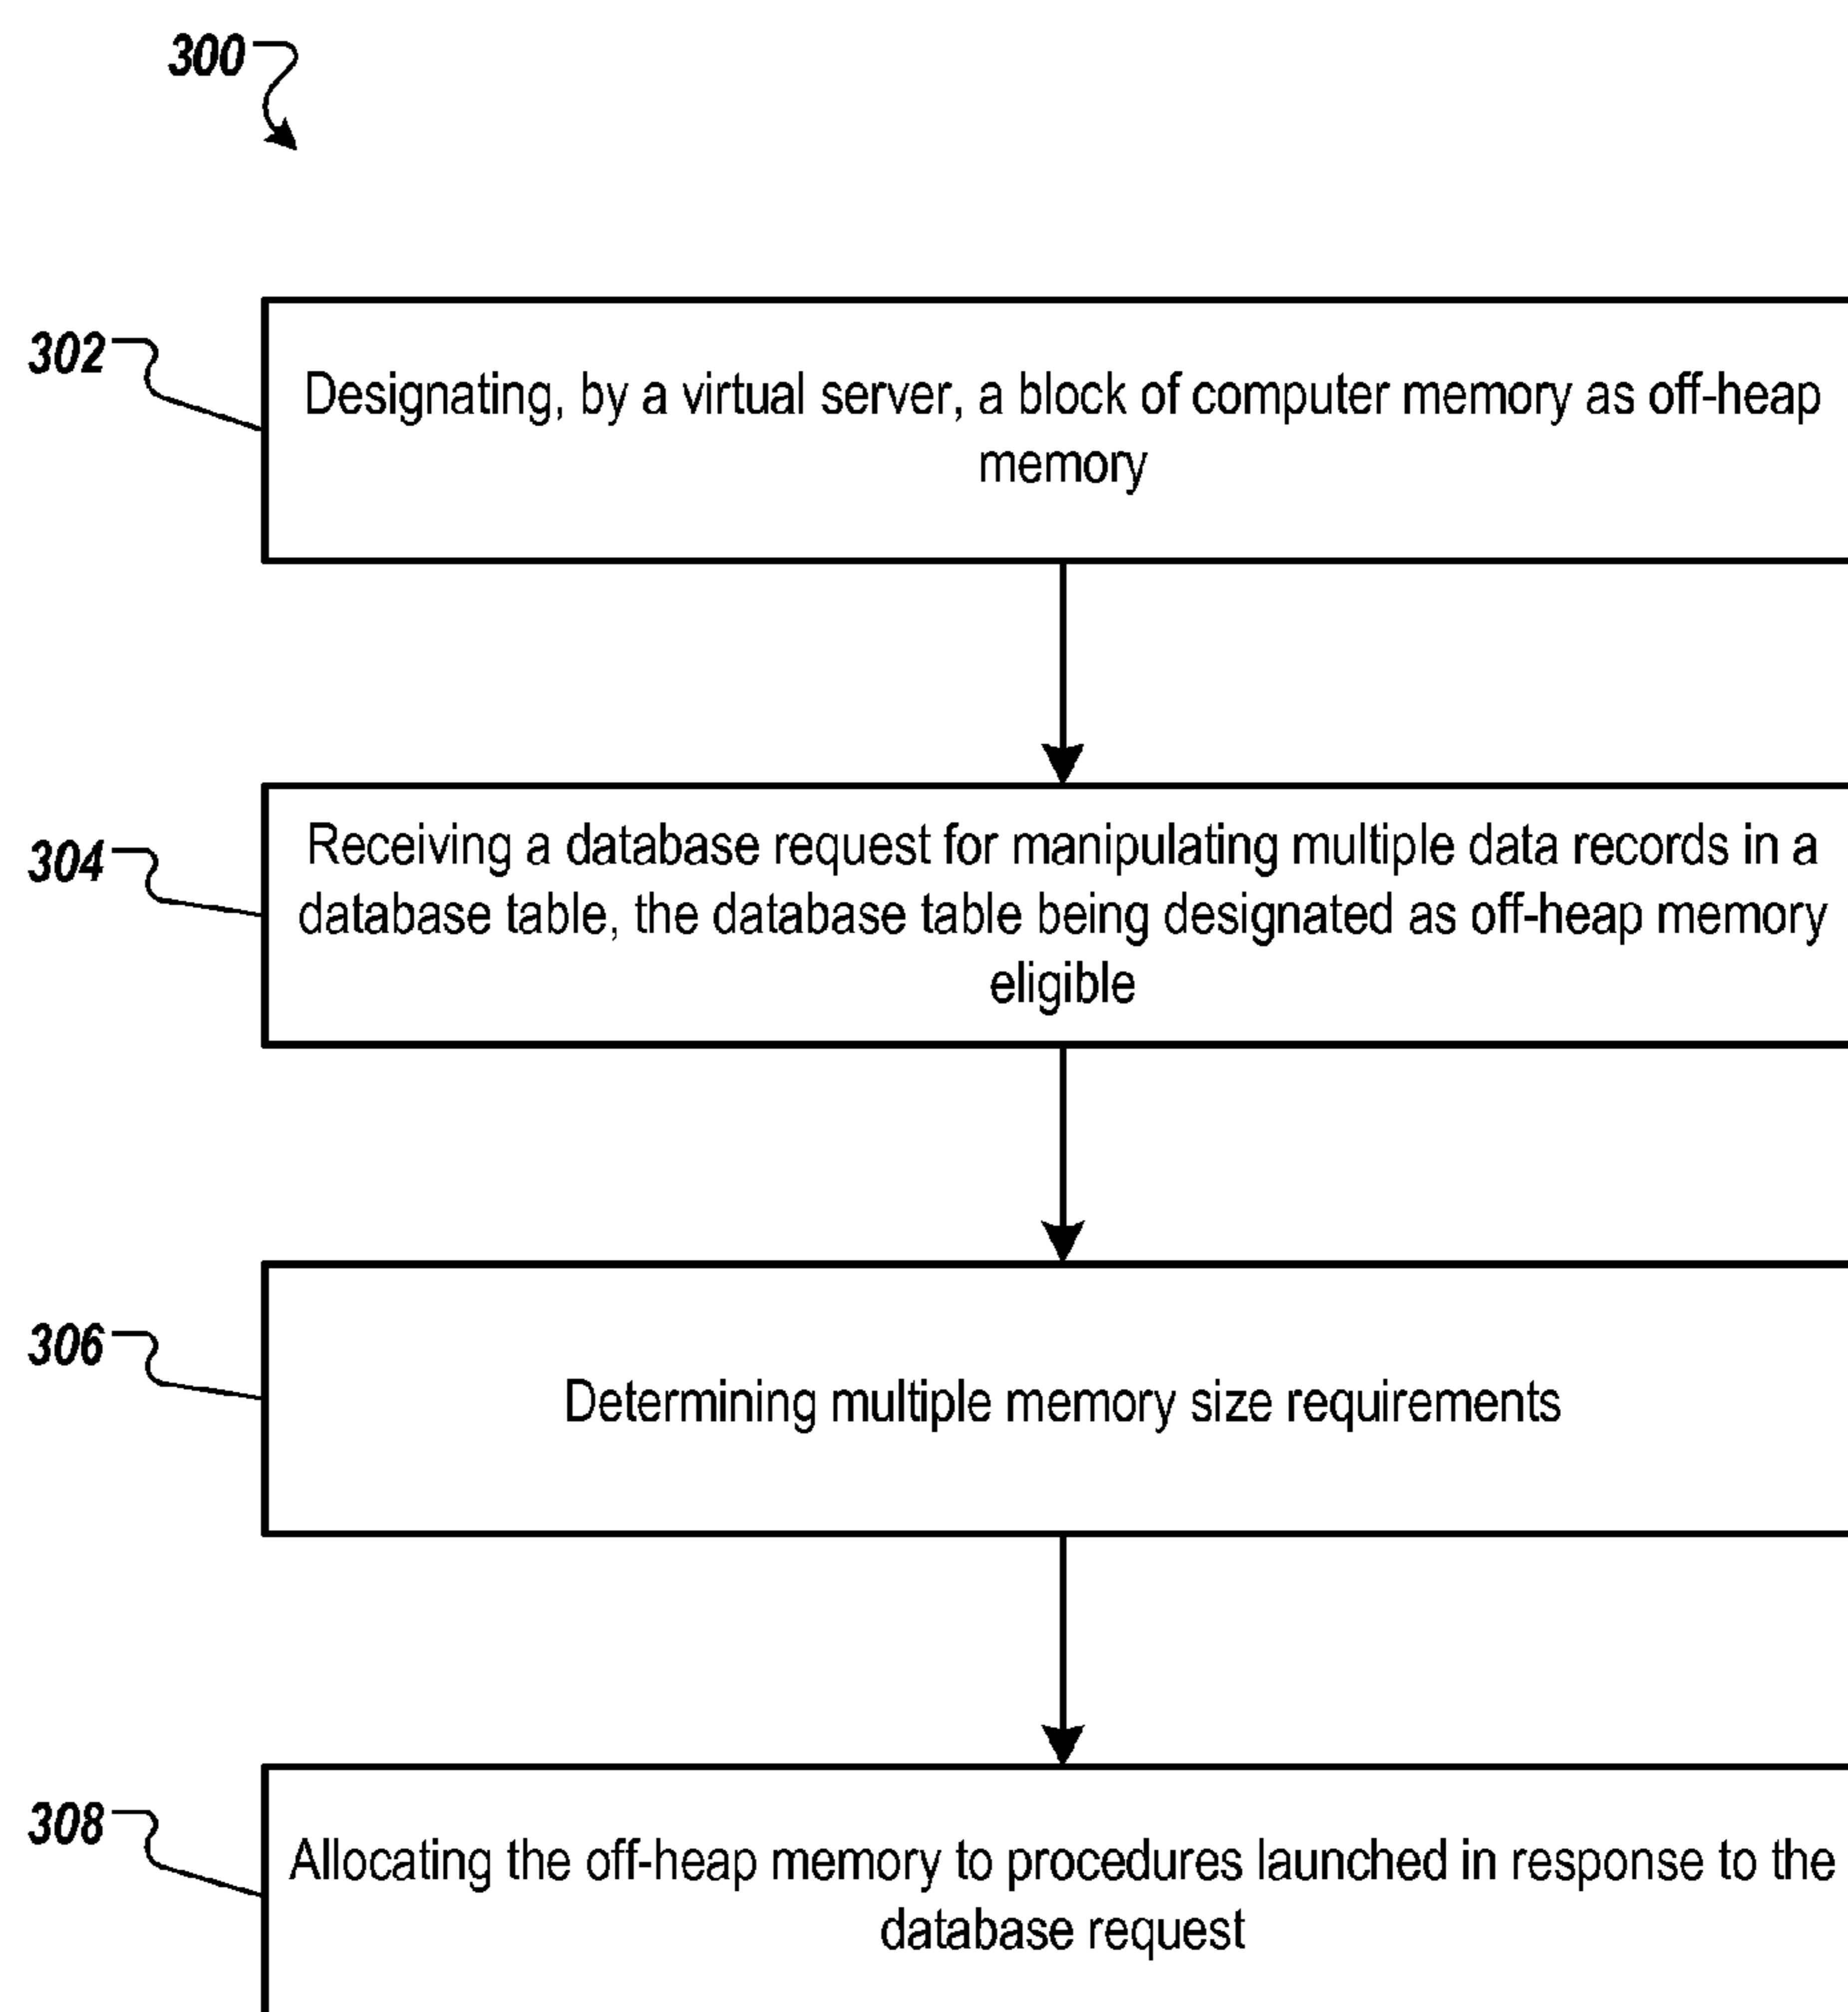 300
302
Designating, by a virtual server, a block of computer memory as off-heap
memory
304
Receiving a database request for manipulating multiple data records in a
database table, the database table being designated as off-heap memory
eligible
306
Determining multiple memory size requirements
308
Allocating the off-heap memory to procedures launched in response to the
database request